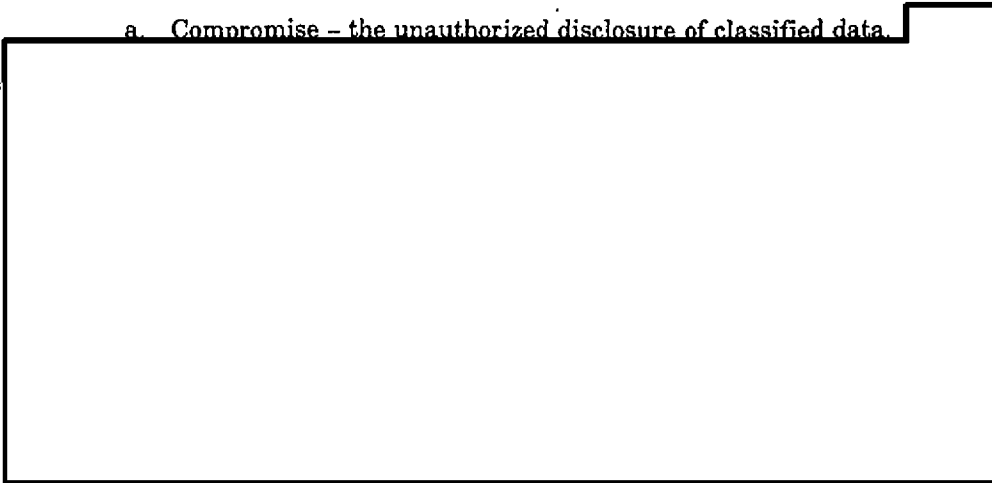 a. Compromise – the unauthorized disclosure of classified data.